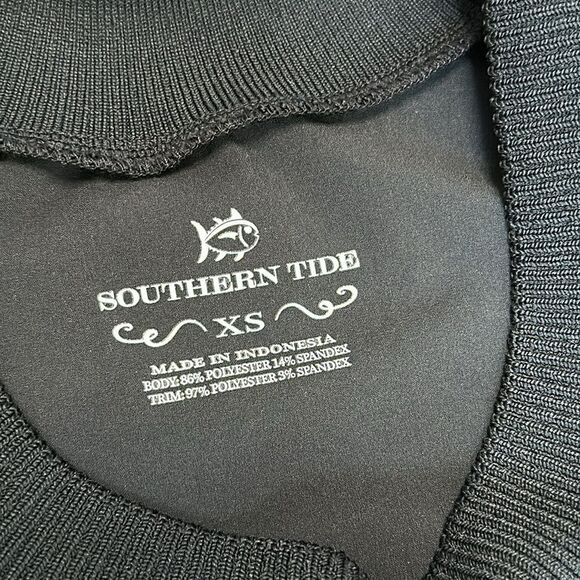 SOUTHERN TIDE
XS
MADE IN INDONESIA
BODY: 86% POLYESTER 14% SPANDEX
TRIM: 97% POLYESTER 3% SPANDEX